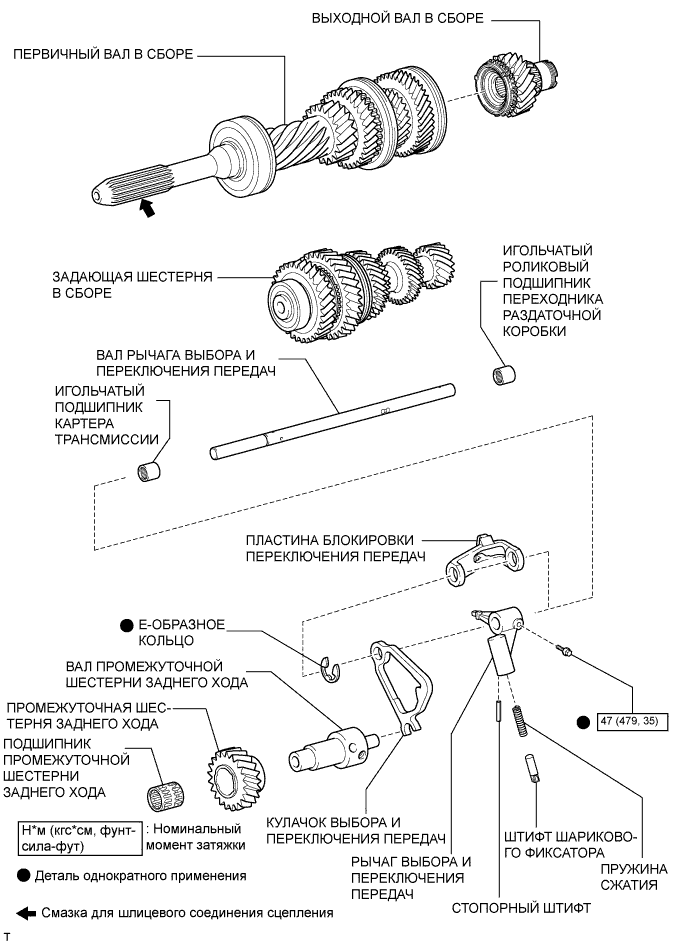 ВЫХОДНОЙ ВАЛ В СБОРЕ
ПЕРВИЧНЫЙ ВАЛ В СБОРЕ
ЗАДАЮЩАЯ ШЕСТЕРНЯ
В СБОРЕ
ИГОЛЬЧАТЫЙ
РОЛИКОВЫЙ
ПОДШИПНИК
ПЕРЕХОДНИКА
РАЗДАТОЧНОЙ
КОРОБКИ
ВАЛ РЫЧАГА ВЫБОРА И
ПЕРЕКЛЮЧЕНИЯ ПЕРЕДАЧ
ИГОЛЬЧАТЫЙ
ПОДШИПНИК
КАРТЕРА
ТРАНСМИССИИ
ПЛАСТИНА БЛОКИРОВКИ
ПЕРЕКЛЮЧЕНИЯ ПЕРЕДАЧ
Е-ОБРАЗНОЕ
КОЛЬЦО
ВАЛ ПРОМЕЖУТОЧНОЙ
ШЕСТЕРНИ ЗАДНЕГО ХОДА
ПРОМЕЖУТОЧНАЯ ШЕС-
ТЕРНЯ ЗАДНЕГО ХОДА
47 (479, 35)
ПОДШИПНИК
ПРОМЕЖУТОЧНОЙ
ШЕСТЕРНИ
ЗАДНЕГО ХОДА
КУЛАЧОК ВЫБОРА И
ПЕРЕКЛЮЧЕНИЯ ПЕРЕДАЧ
ШТИФТ ШАРИКОВО-
ГО ФИКСАТОРА
РЫЧАГ ВЫБОРА И
ПЕРЕКЛЮЧЕНИЯ
ПЕРЕДАЧ
ПРУЖИНА
СЖАТИЯ
СТОПОРНЫЙ ШТИФТ
Н*м (кгс*см, фунт-
сила-фут)
: Номинальный
момент затяжки
Деталь однократного применения
Смазка для шлицевого соединения сцепления
T